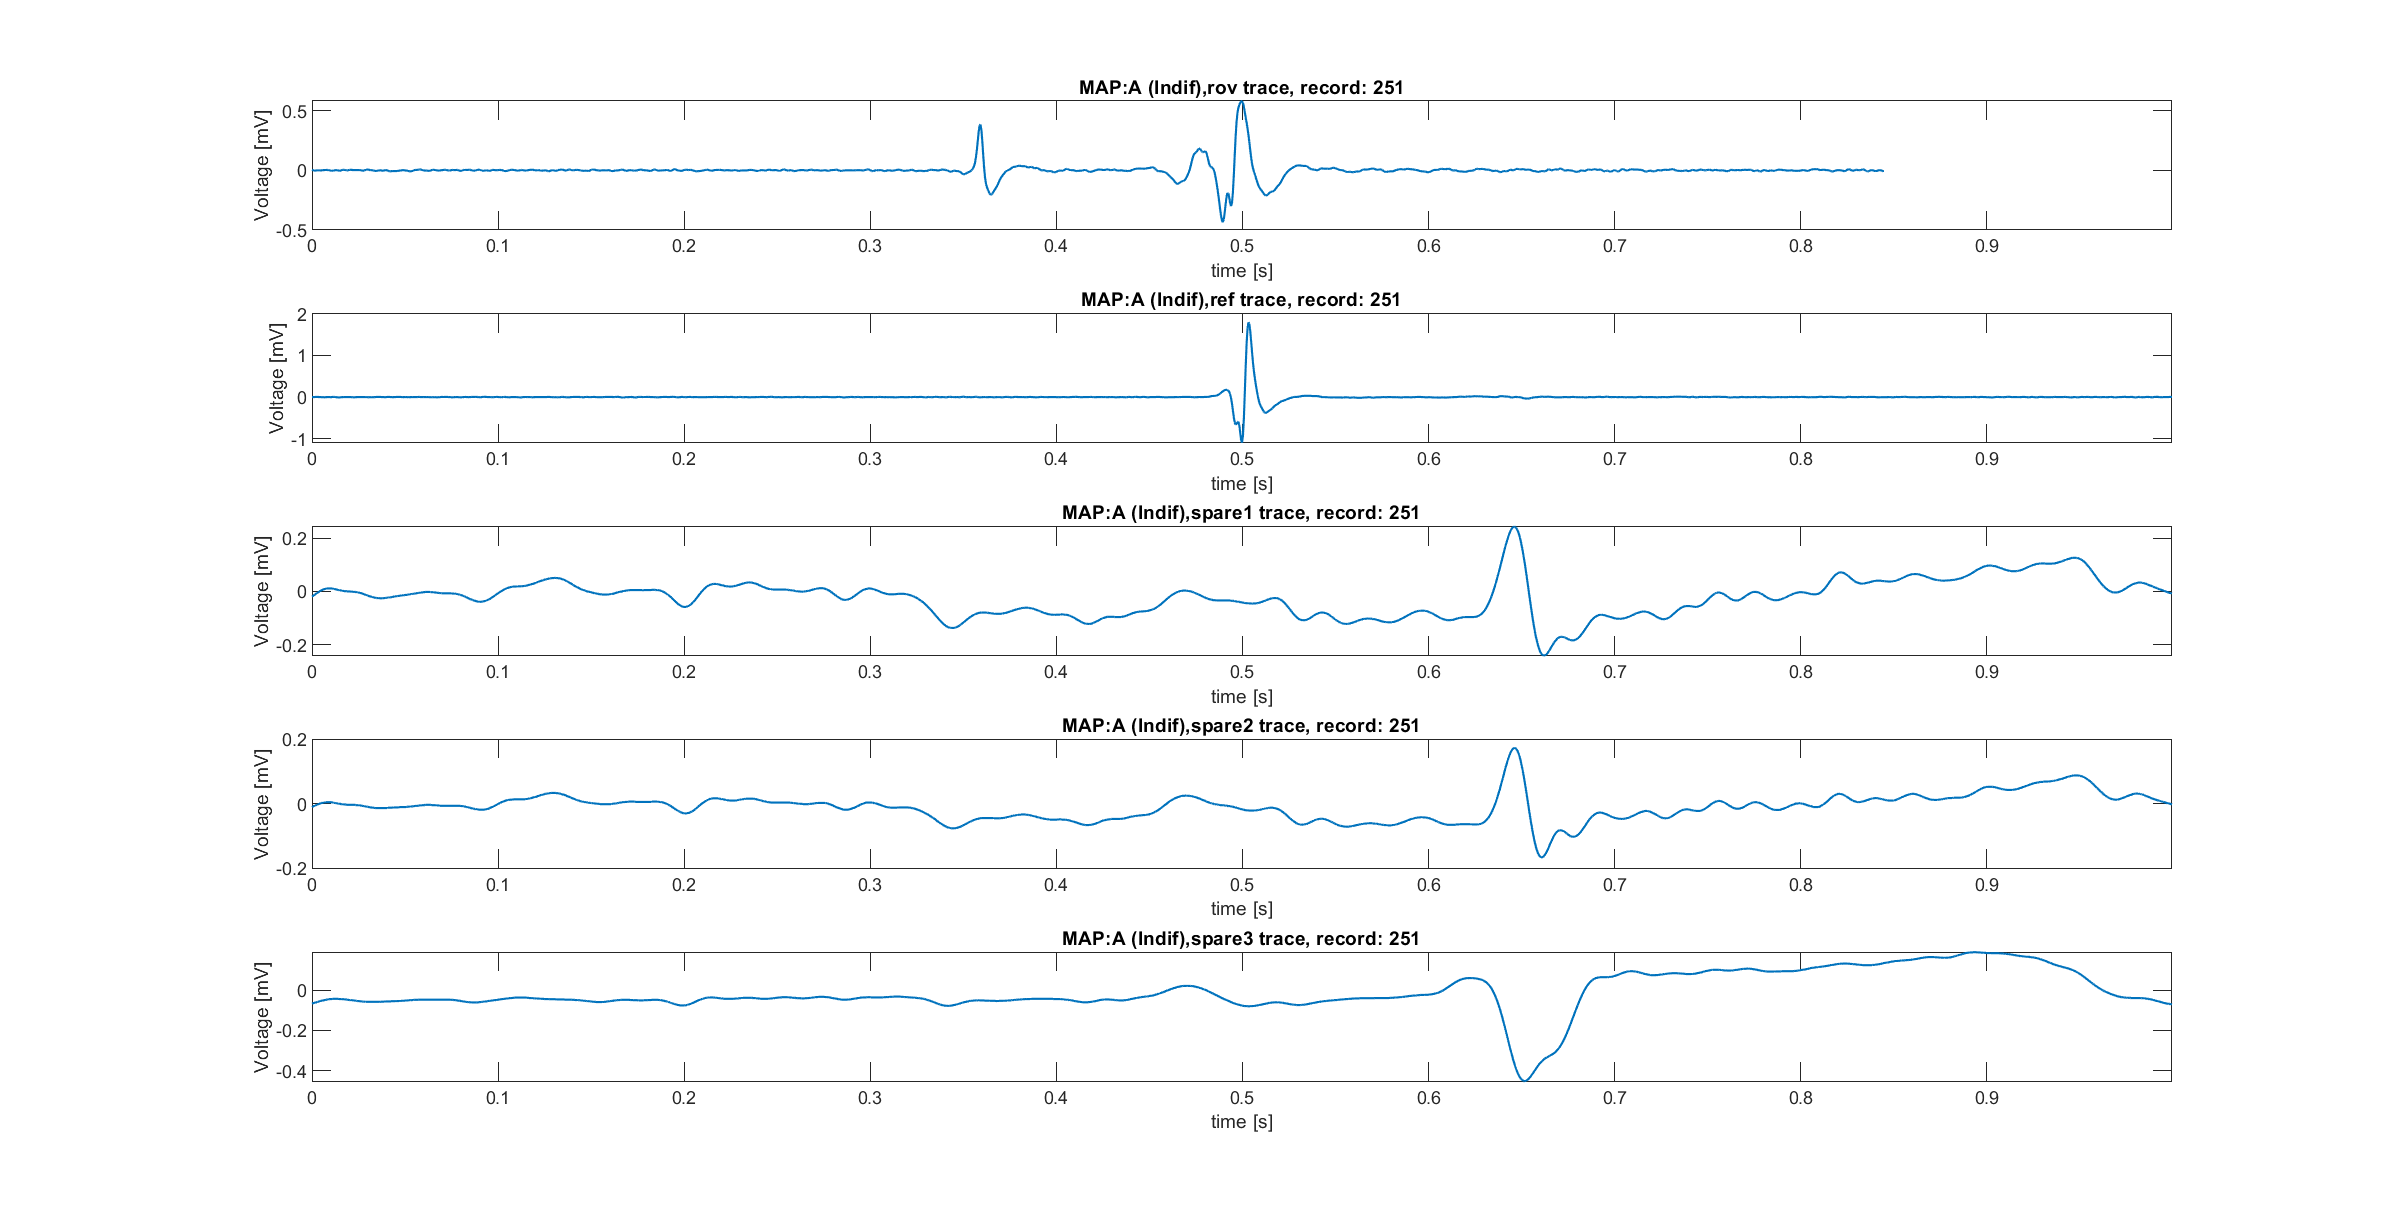 MAP:A (Indif),rov trace, record: 251
Voltage [mV]
0.5
0
-0.5
0 0.1 0.2 0.3 0.4 0.5 0.6 0.7 0.8 0.9
time [s]
MAP:A (Indif),ref trace, record: 251
Voltage [mV]
2
1
0
-1
0 0.1 0.2 0.3 0.4 0.5 0.6 0.7 0.8 0.9
time [s]
MAP:A (Indif),spare1 trace, record: 251
Voltage [mV]
0.2
0
-0.2
0 0.1 0.2 0.3 0.4 0.5 0.6 0.7 0.8 0.9
time [s]
MAP:A (Indif),spare2 trace, record: 251
Voltage [mV]
0.2
0
-0.2
0 0.1 0.2 0.3 0.4 0.5 0.6 0.7 0.8 0.9
time [s]
MAP:A (Indif),spare3 trace, record: 251
Voltage [mV]
0
-0.2
-0.4
0 0.1 0.2 0.3 0.4 0.5 0.6 0.7 0.8 0.9
time [s]